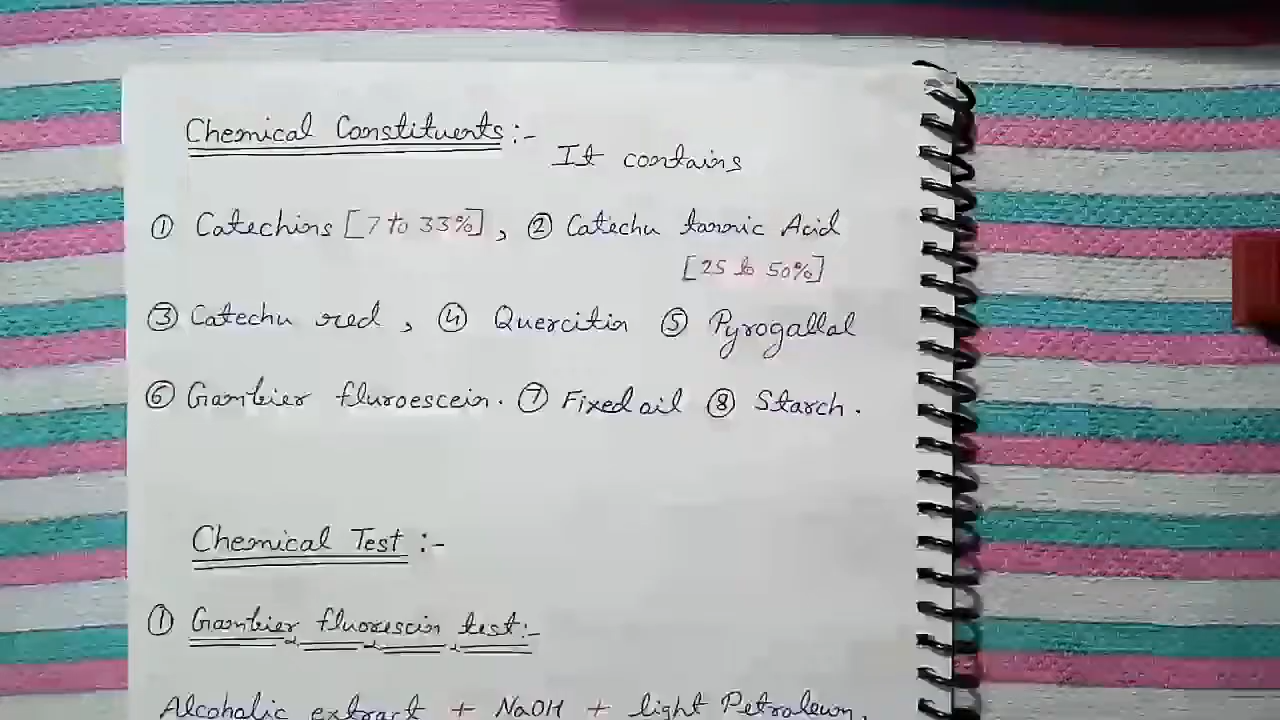 Chemical Constituents :-
It contains
① Catechins [7 to 33%], ② Catechu tannic Acid
[25 to 50%]
③ Catechu red, ④ Quercitin ⑤ Pyrogallal
⑥ Gambier fluroescein. ⑦ Fixed oil ⑧ Starch.
Chemical Test :-
① Gambier fluorescin test:-
Alcoholic extract + NaOH + light Petroleum.